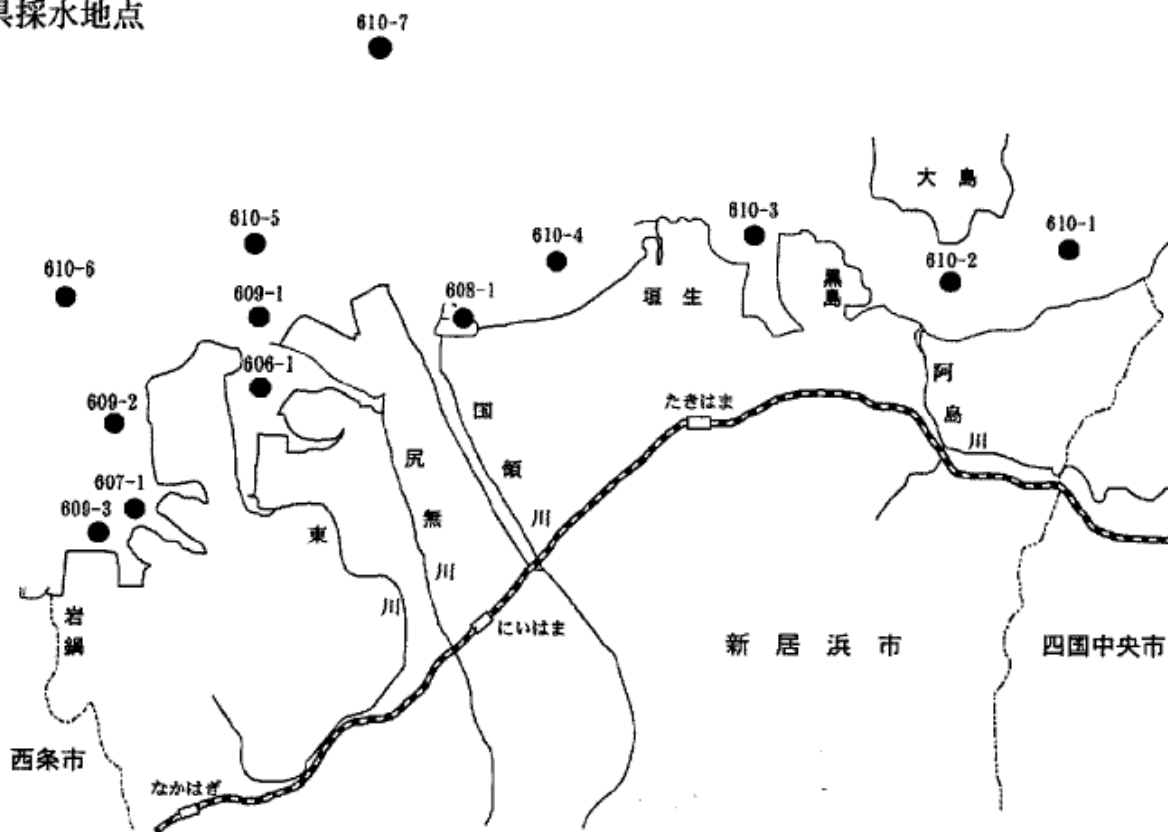 県採水地点
610-7
大島
610-5
610-3
610-1
610-4
610-6
610-2
黒島
垣生
609-1
608-1
606-1
阿島川
たきはま
国領川
609-2
尻無川
607-1
609-3
東川
岩鍋
にいはま
新居浜市
四国中央市
西条市
なかはぎ